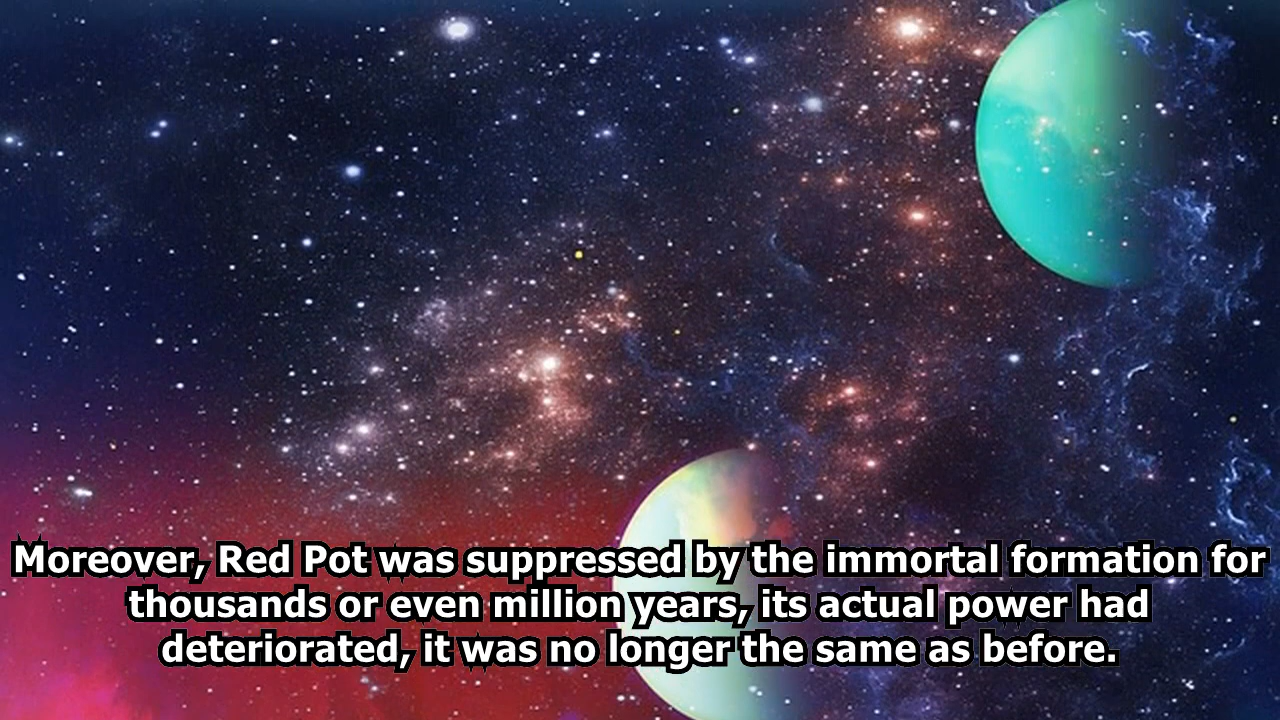 Moreover, Red Pot was suppressed by the immortal formation for
thousands or even million years, its actual power had
deteriorated, it was no longer the same as before.